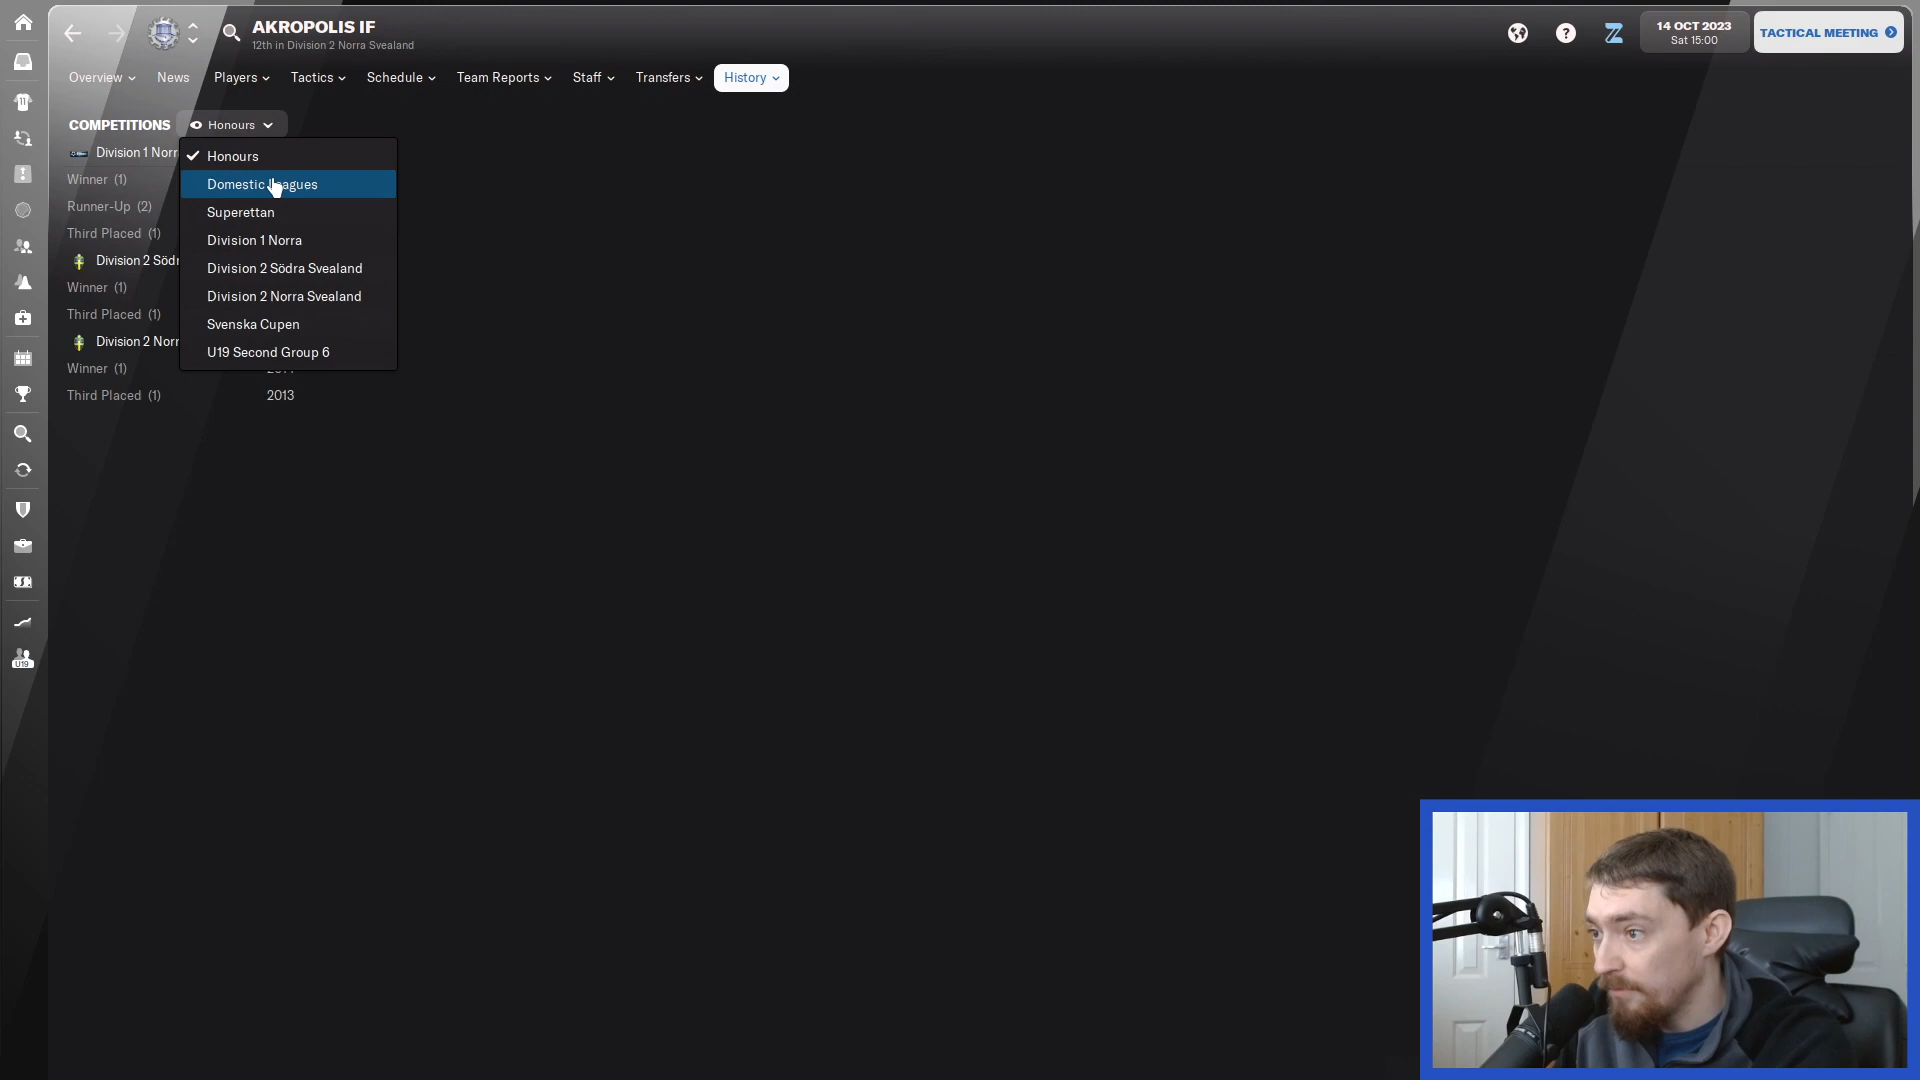 AKROPOLIS IF
12th in Division 2 Norra Svealand
14 OCT 2023
Sat 15:00
TACTICAL MEETING
Overview
News
Players
Tactics
Schedule
Team Reports
Staff
Transfers
History
COMPETITIONS
Honours
Division 1 Norr
Winner (1)
Runner-Up (2)
Third Placed (1)
Division 2 Södr
Winner (1)
Third Placed (1)
Division 2 Norr
Winner (1)
Third Placed (1)
2013
Honours
Domestic Leagues
Superettan
Division 1 Norra
Division 2 Södra Svealand
Division 2 Norra Svealand
Svenska Cupen
U19 Second Group 6
U19